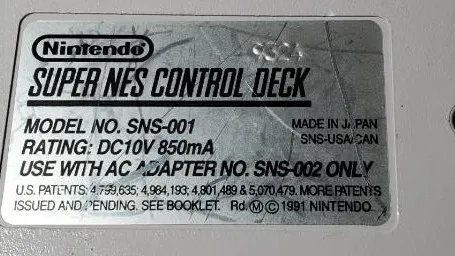 Nintendo®
SUPER NES CONTROL DECK
MODEL NO. SNS-001
MADE IN JAPAN
RATING: DC10V 850mA
SNS-USA/CAN
USE WITH AC ADAPTER NO. SNS-002 ONLY
U.S. PATENTS: 4,799,635; 4,984,193; 4,801,489 & 5,070,479. MORE PATENTS
ISSUED AND PENDING. SEE BOOKLET. Rd. Ⓜ © 1991 NINTENDO